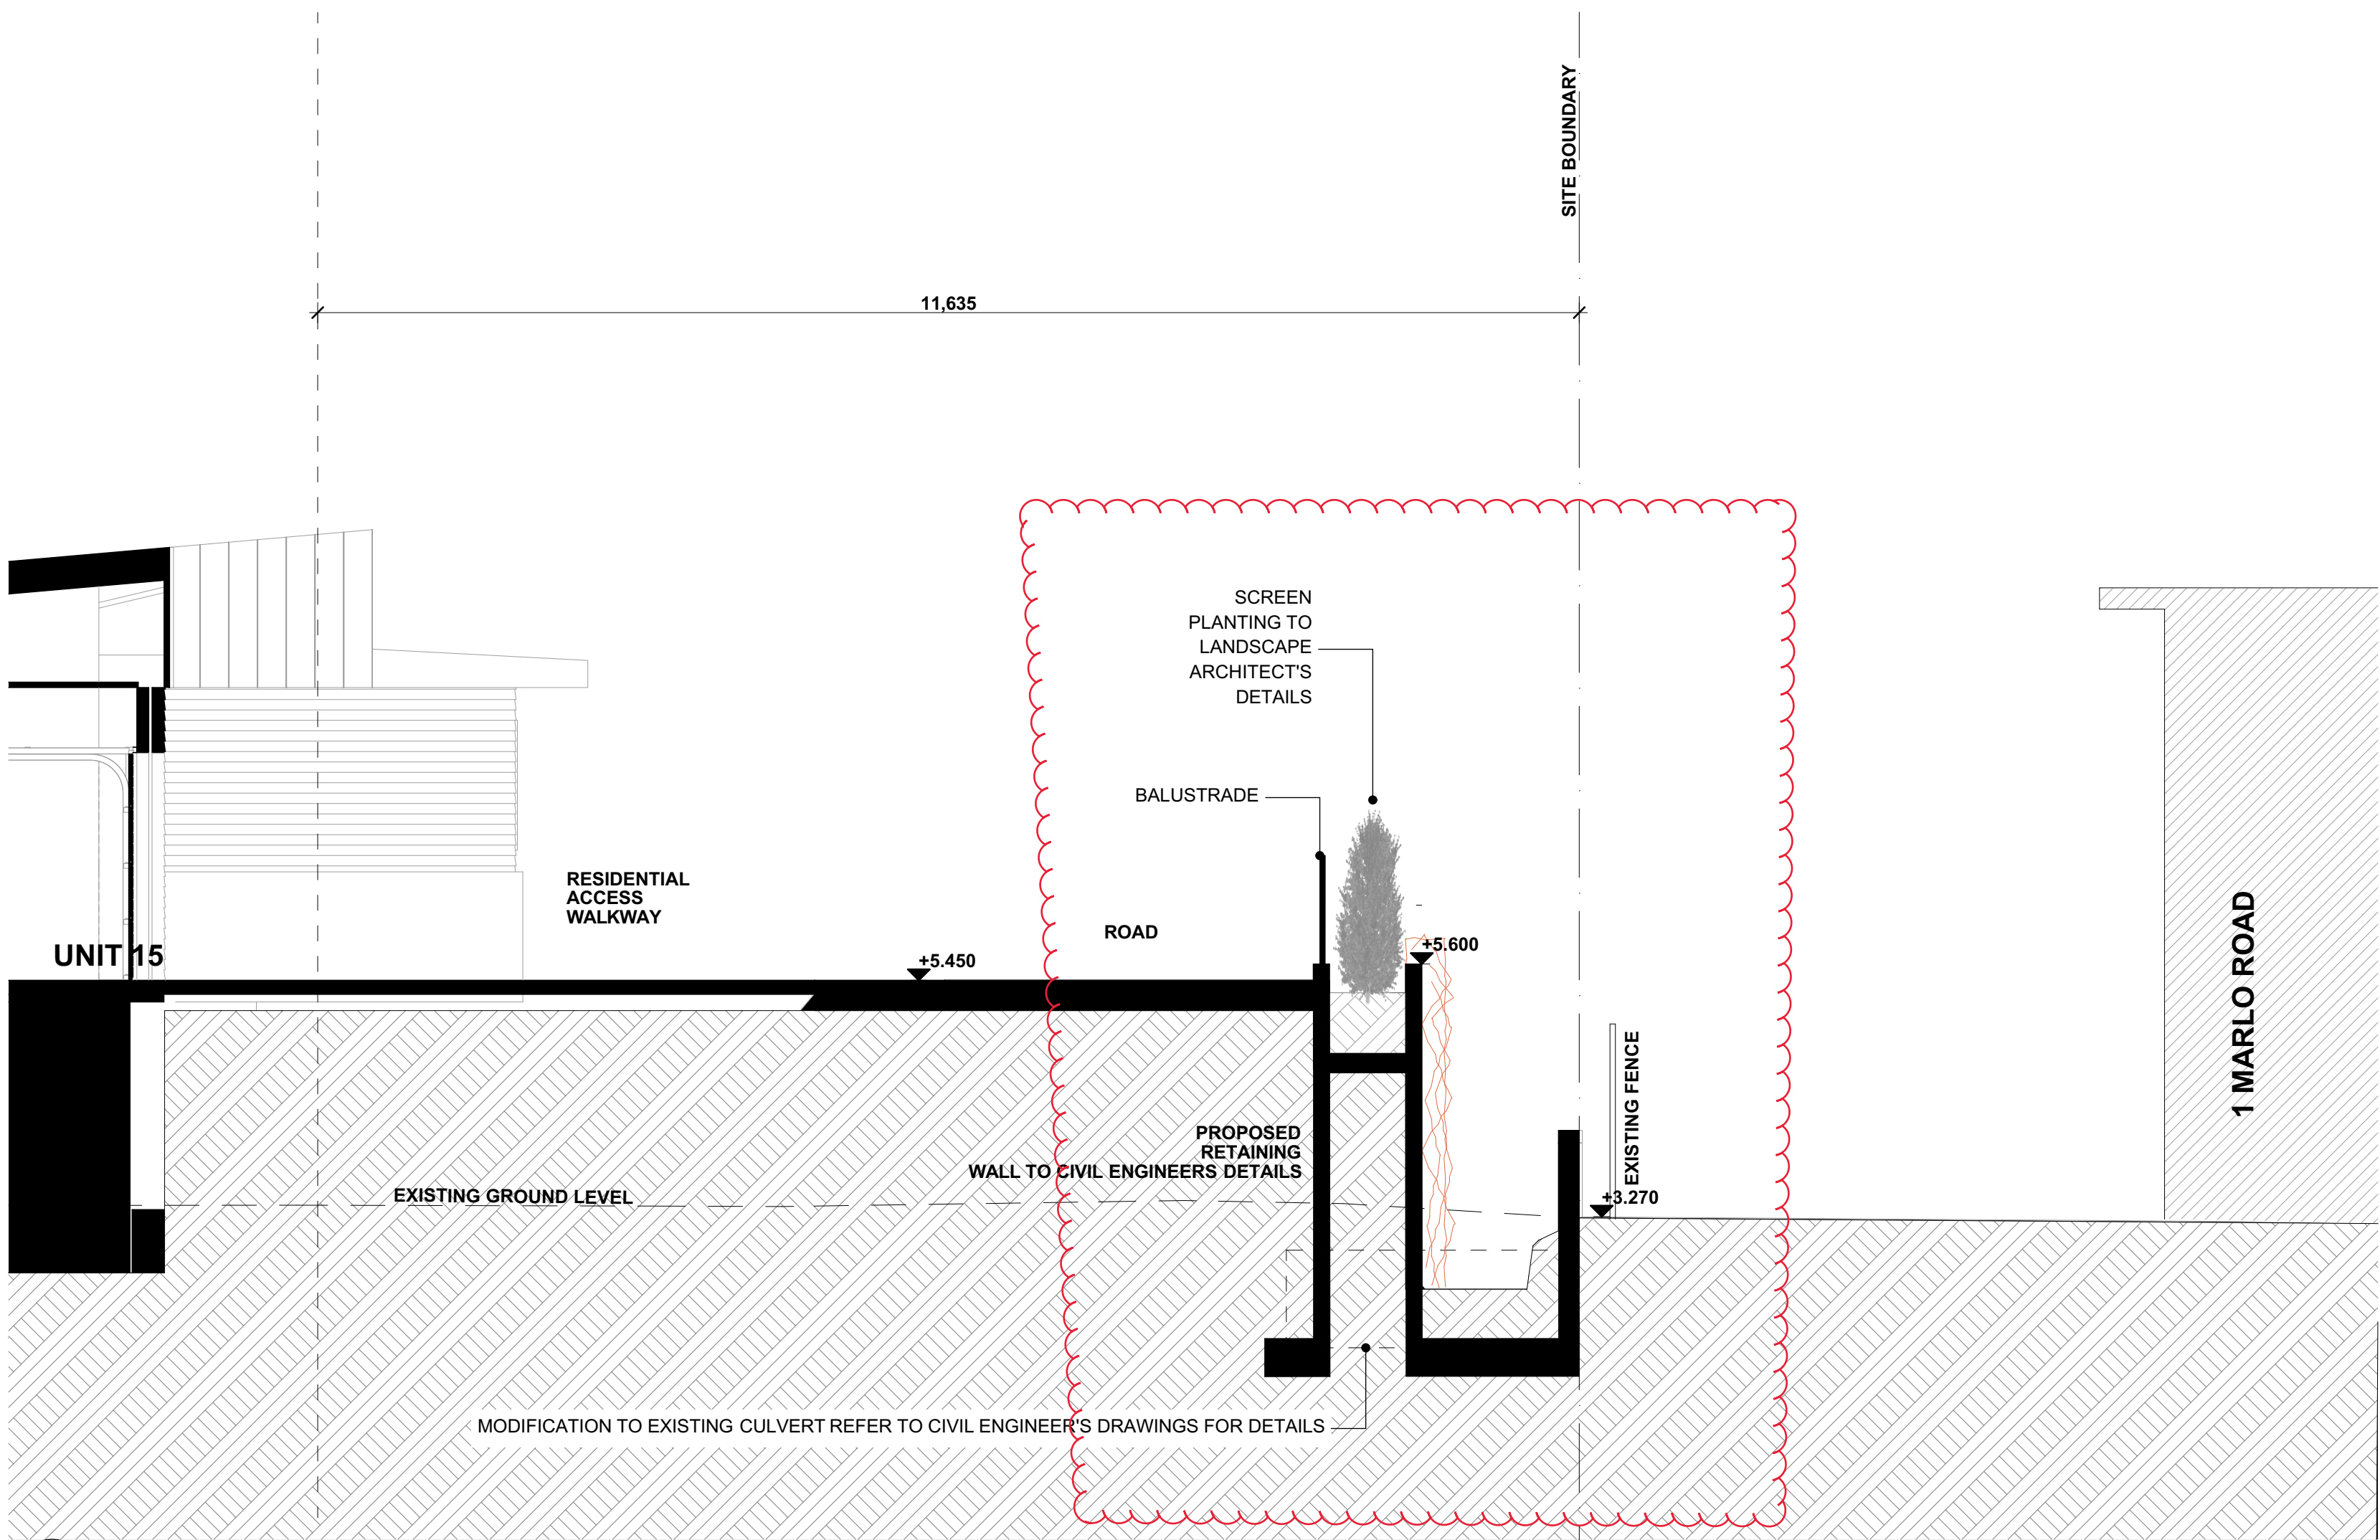 SITE BOUNDARY
11,635
SCREEN
PLANTING TO
LANDSCAPE
ARCHITECT'S
DETAILS
BALUSTRADE
RESIDENTIAL
ACCESS
WALKWAY
ROAD
UNIT 15
+5.450
+5.600
1 MARLO ROAD
EXISTING FENCE
PROPOSED
RETAINING
WALL TO CIVIL ENGINEERS DETAILS
EXISTING GROUND LEVEL
+3.270
MODIFICATION TO EXISTING CULVERT REFER TO CIVIL ENGINEER'S DRAWINGS FOR DETAILS